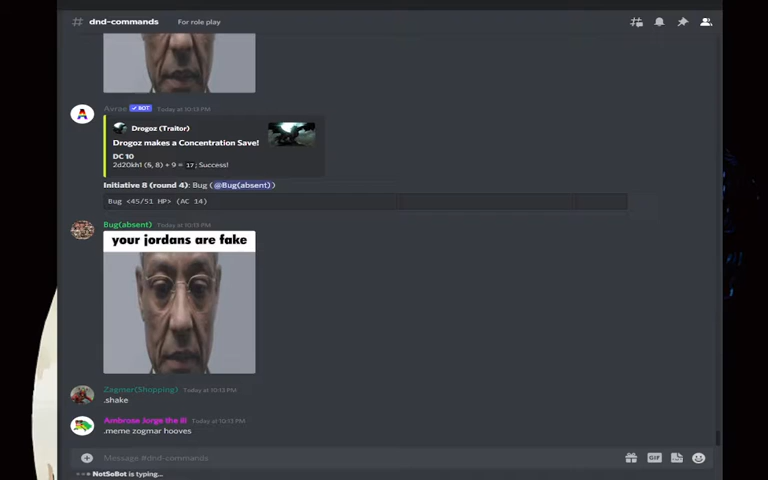 dnd-commands For role play
Avrae BOT Today at 10:13 PM
Drogoz (Traitor)
Drogoz makes a Concentration Save!
DC 10
2d20kh1 (5, 8) + 9 = 17; Success!
Initiative 8 (round 4): Bug (@Bug(absent))
Bug <45/51 HP> (AC 14)
Bug(absent) Today at 10:13 PM
your jordans are fake
Zagmer(Shopping) Today at 10:13 PM
.shake
Ambrose Jorge the III Today at 10:13 PM
.meme zogmar hooves
Message #dnd-commands
GIF
NotSoBot is typing...